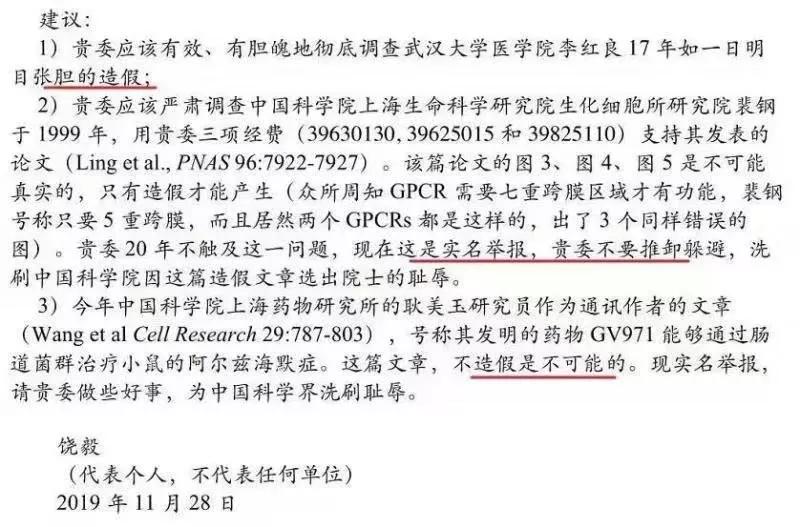 建议：
1）贵委应该有效、有胆魄地彻底调查武汉大学医学院李红良 17 年如一日明
目张胆的造假；
2）贵委应该严肃调查中国科学院上海生命科学研究院生化细胞所研究院裴钢
于 1999 年，用贵委三项经费（39630130, 39625015 和 39825110）支持其发表的
论文（Ling et al., PNAS 96:7922-7927）。该篇论文的图 3、图 4、图 5 是不可能
真实的，只有造假才能产生（众所周知 GPCR 需要七重跨膜区域才有功能，裴钢
号称只要 5 重跨膜，而且居然两个 GPCRs 都是这样的，出了 3 个同样错误的
图）。贵委 20 年不触及这一问题，现在这是实名举报，贵委不要推卸躲避，洗
刷中国科学院因这篇造假文章选出院士的耻辱。
3）今年中国科学院上海药物研究所的耿美玉研究员作为通讯作者的文章
（Wang et al Cell Research 29:787-803），号称其发明的药物 GV971 能够通过肠
道菌群治疗小鼠的阿尔兹海默症。这篇文章，不造假是不可能的。现实名举报，
请贵委做些好事，为中国科学界洗刷耻辱。
饶毅
（代表个人，不代表任何单位）
2019 年 11 月 28 日